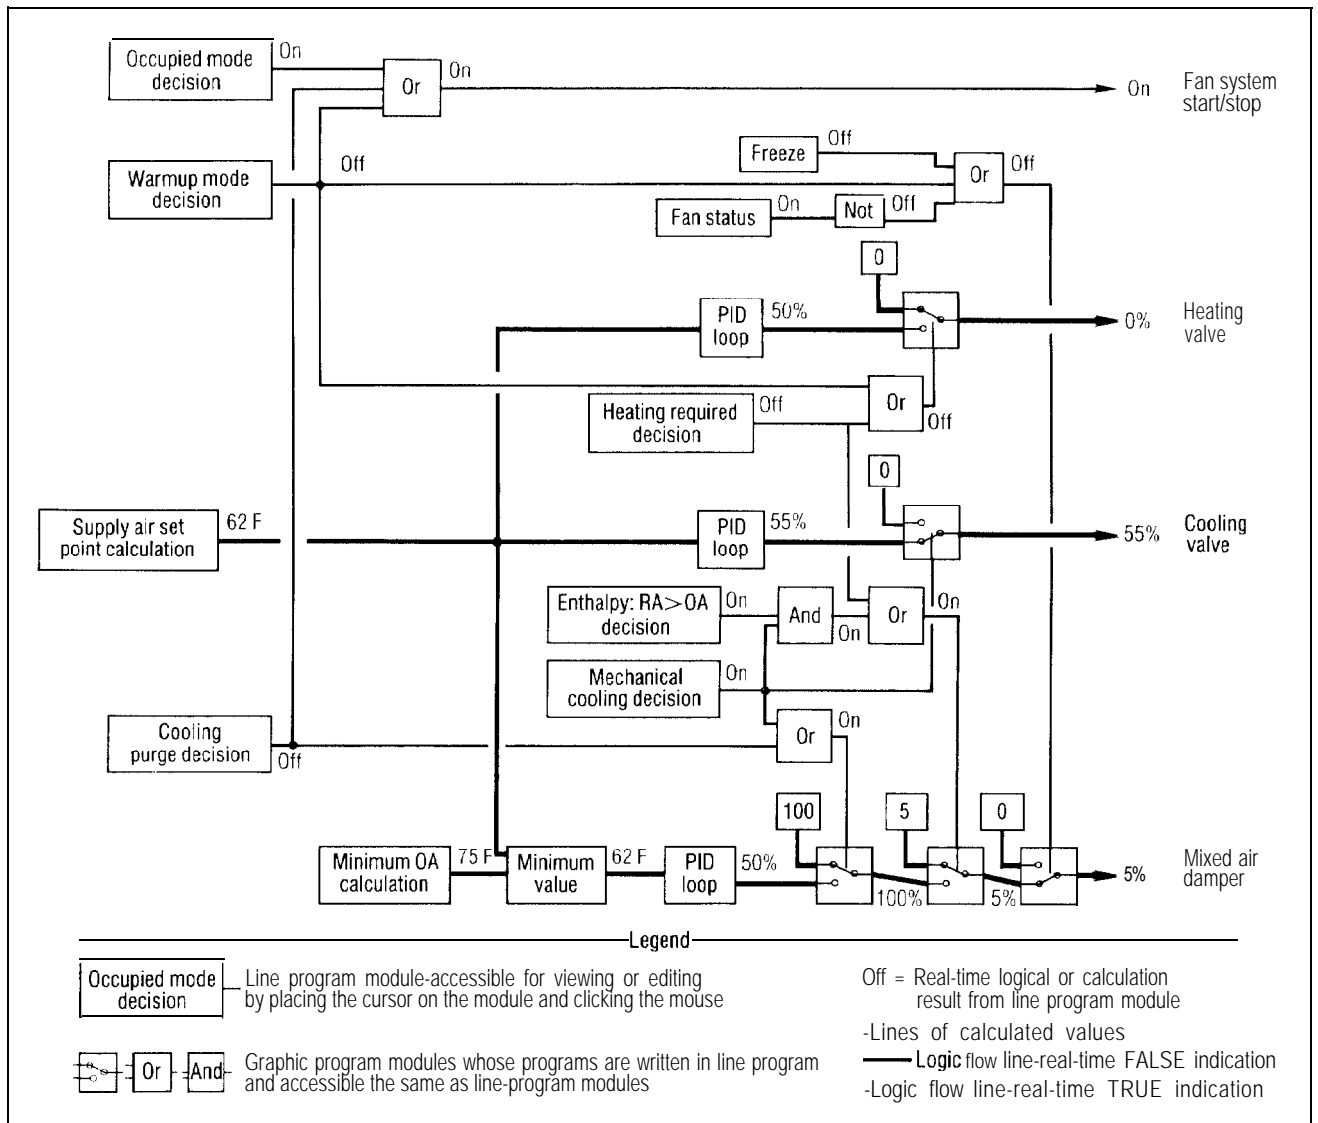 Occupied mode
decision
On
Or
On
On
Fan system
start/stop
Warmup mode
decision
Off
Freeze
Off
Or
Off
Fan status
On
Not
Off
0
PID
loop
50%
0%
Heating
valve
Heating required
decision
Off
Or
Off
0
Supply air set
point calculation
62 F
PID
loop
55%
55%
Cooling
valve
Enthalpy: RA>OA
decision
On
And
On
Or
On
Mechanical
cooling decision
On
Cooling
purge decision
Off
Or
On
100
5
0
Minimum OA
calculation
75 F
Minimum
value
62 F
PID
loop
50%
100%
5%
5%
Mixed air
damper
Legend
Occupied mode
decision
Line program module-accessible for viewing or editing
by placing the cursor on the module and clicking the mouse
Or
And
Graphic program modules whose programs are written in line program
and accessible the same as line-program modules
Off = Real-time logical or calculation
result from line program module
-Lines of calculated values
Logic flow line-real-time FALSE indication
-Logic flow line-real-time TRUE indication